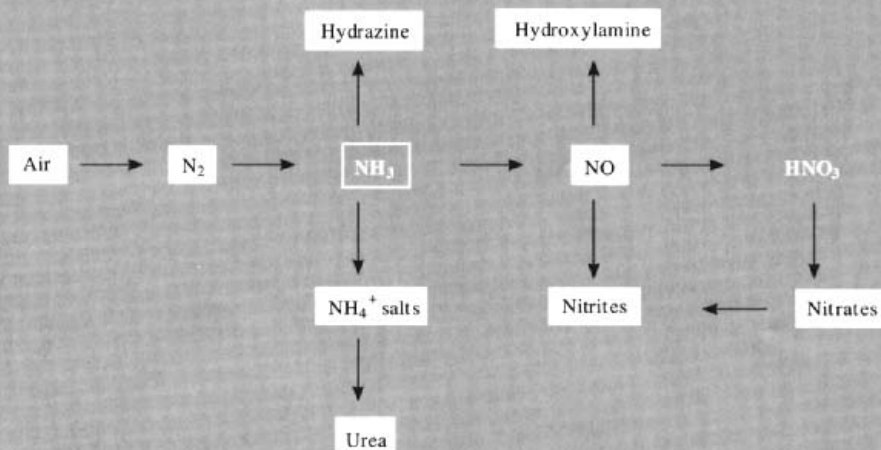 Hydrazine
Hydroxylamine
Air
N₂
NH₃
NO
HNO₃
NH₄⁺ salts
Nitrites
Nitrates
Urea